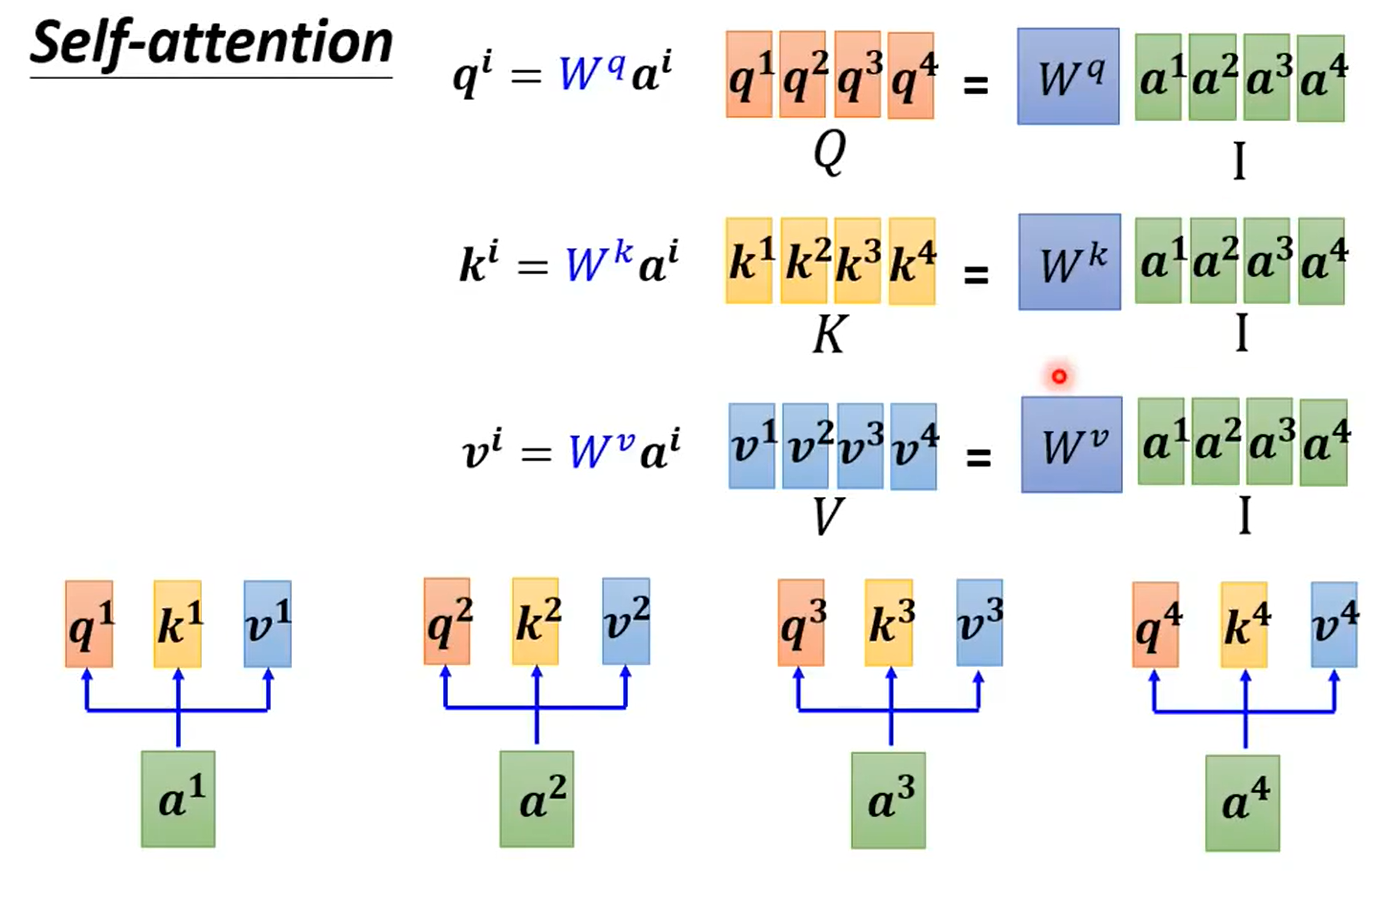 Self-attention
qⁱ = W^q aⁱ q¹ q² q³ q⁴ = W^q a¹ a² a³ a⁴
Q I
kⁱ = W^k aⁱ k¹ k² k³ k⁴ = W^k a¹ a² a³ a⁴
K I
vⁱ = W^v aⁱ v¹ v² v³ v⁴ = W^v a¹ a² a³ a⁴
V I
q¹ k¹ v¹ q² k² v² q³ k³ v³ q⁴ k⁴ v⁴
a¹ a² a³ a⁴